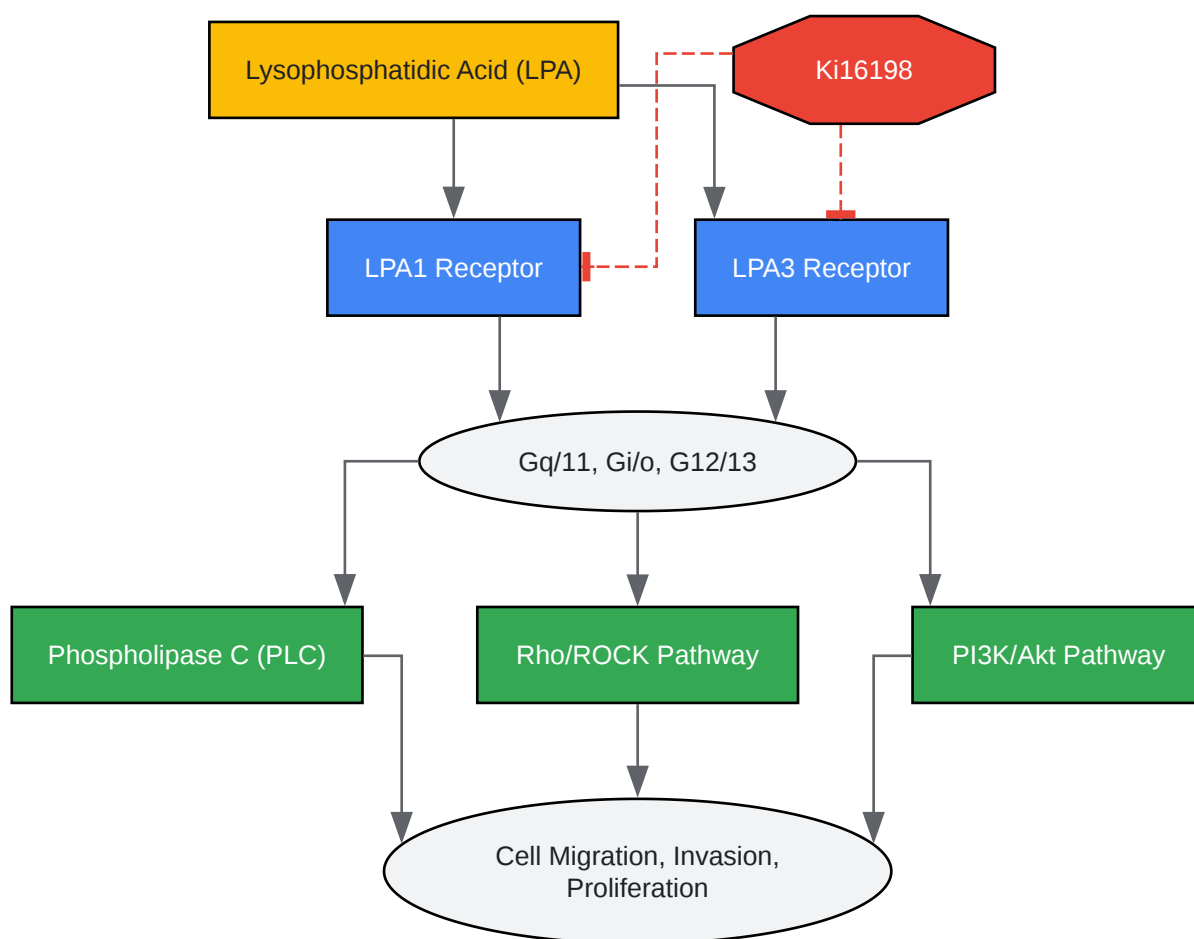 Lysophosphatidic Acid (LPA)
Ki16198
LPA1 Receptor
LPA3 Receptor
Gq/11, Gi/o, G12/13
Phospholipase C (PLC)
Rho/ROCK Pathway
PI3K/Akt Pathway
Cell Migration, Invasion,
Proliferation